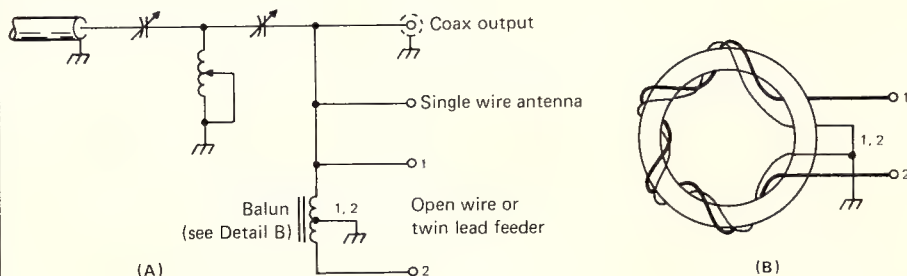 Coax output
Single wire antenna
1
Balun
(see Detail B)
1, 2
Open wire or
twin lead feeder
2
(A)
1
1, 2
2
(B)